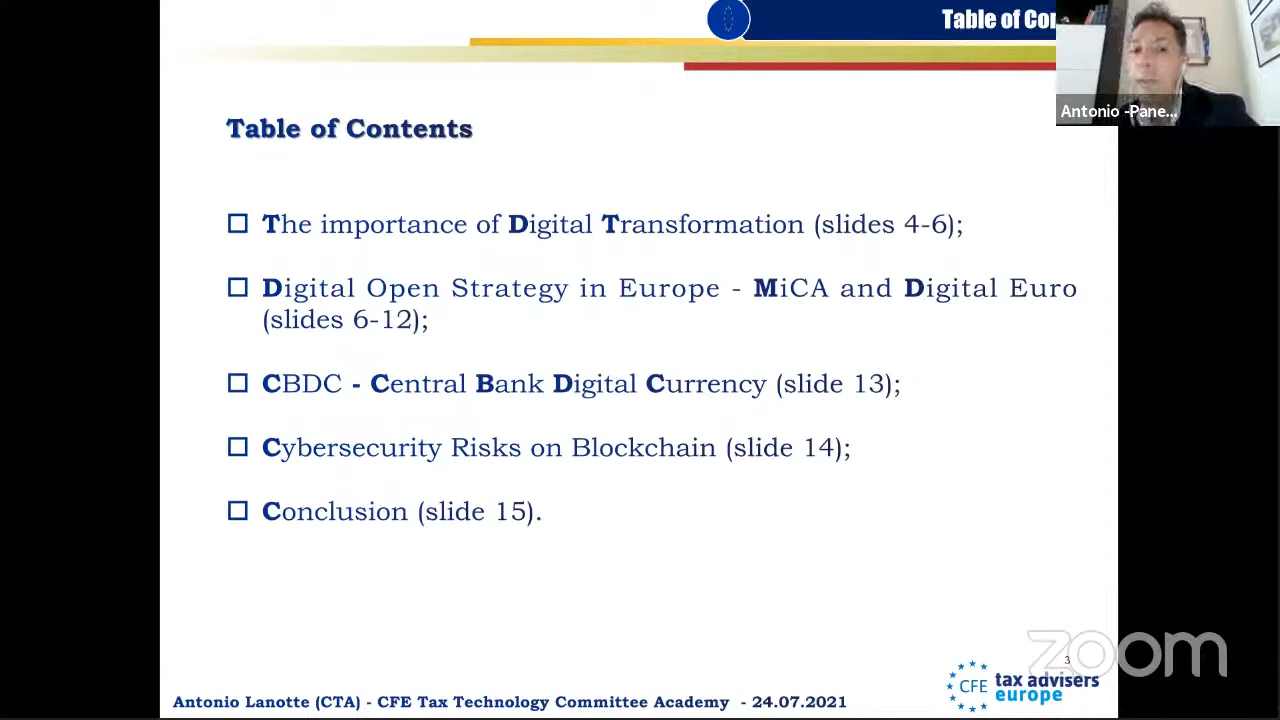 Table of Co
Antonio -Pane...
Table of Contents
The importance of Digital Transformation (slides 4-6);
Digital Open Strategy in Europe - MiCA and Digital Euro
(slides 6-12);
CBDC - Central Bank Digital Currency (slide 13);
Cybersecurity Risks on Blockchain (slide 14);
Conclusion (slide 15).
zoom
3
CFE tax advisers
europe
Antonio Lanotte (CTA) - CFE Tax Technology Committee Academy - 24.07.2021